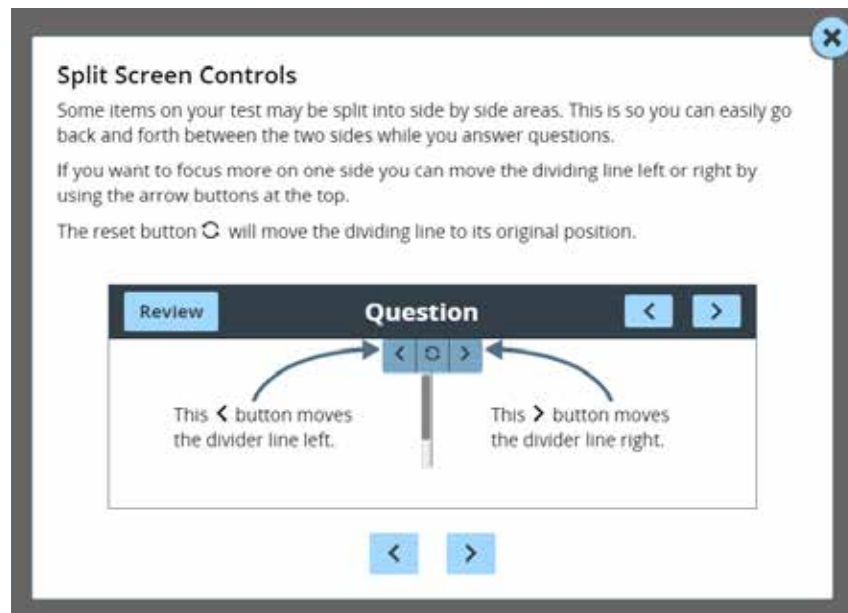 Split Screen Controls
Some items on your test may be split into side by side areas. This is so you can easily go
back and forth between the two sides while you answer questions.
If you want to focus more on one side you can move the dividing line left or right by
using the arrow buttons at the top.
The reset button will move the dividing line to its original position.
Review
Question
This < button moves
the divider line left.
This > button moves
the divider line right.